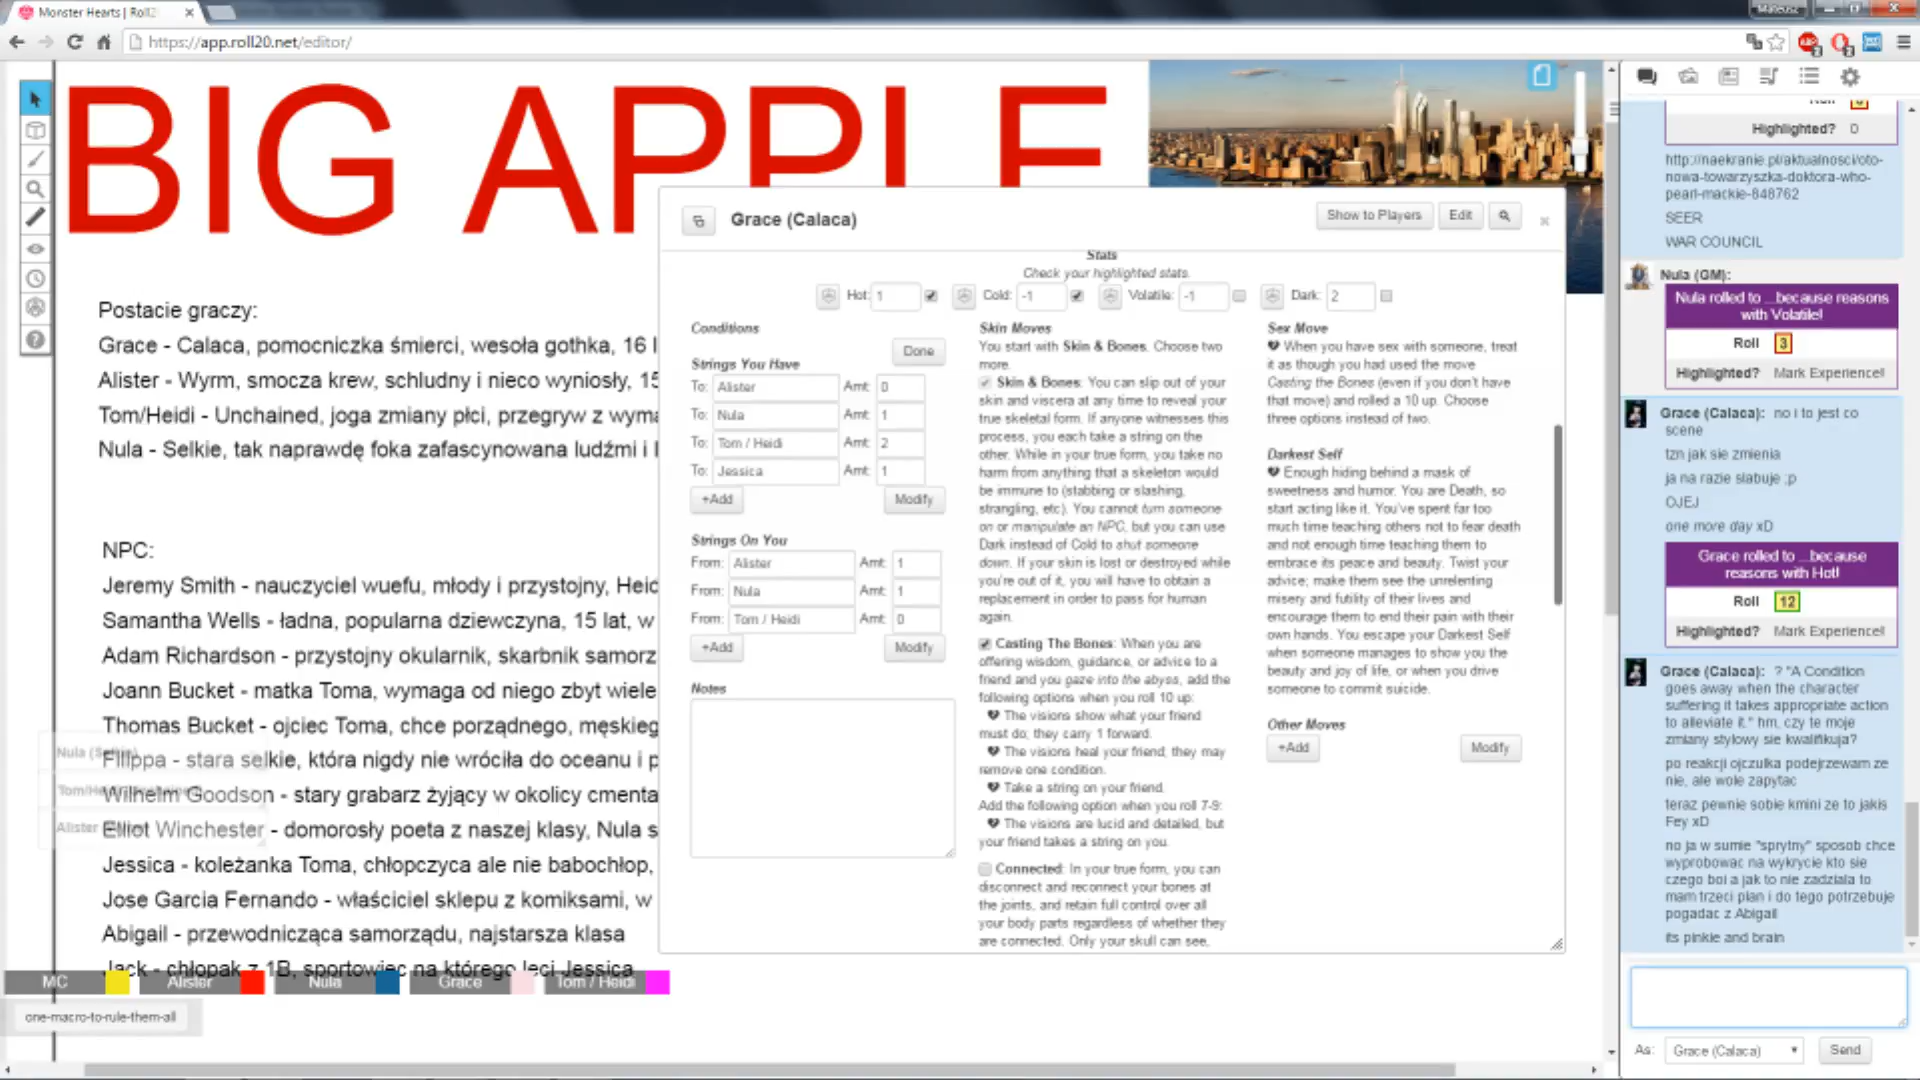 Monster Hearts | Roll2
Mateusz
https://app.roll20.net/editor/
BIG APPLE
Postacie graczy:
Grace - Calaca, pomocniczka śmierci, wesoła gothka, 16 l
Alister - Wyrm, smocza krew, schludny i nieco wyniosły, 15
Tom/Heidi - Unchained, joga zmiany płci, przegryw z wyma
Nula - Selkie, tak naprawdę foka zafascynowana ludźmi i l
NPC:
Jeremy Smith - nauczyciel wuefu, młody i przystojny, Heid
Samantha Wells - ładna, popularna dziewczyna, 15 lat, w
Adam Richardson - przystojny okularnik, skarbnik samorz
Joann Bucket - matka Toma, wymaga od niego zbyt wiele
Thomas Bucket - ojciec Toma, chce porządnego, męskieg
Filippa - stara selkie, która nigdy nie wróciła do oceanu i p
Wilhelm Goodson - stary grabarz żyjący w okolicy cmenta
Elliot Winchester - domorosły poeta z naszej klasy, Nula s
Jessica - koleżanka Toma, chłopczyca ale nie babochłop,
Jose Garcia Fernando - właściciel sklepu z komiksami, w
Abigail - przewodnicząca samorządu, najstarsza klasa
Jack - chłopak z 1B, sportowiec na którego leci Jessica
MC
Alister
Nula
Grace
Tom / Heidi
one-macro-to-rule-them-all
Grace (Calaca)
Show to Players
Edit
Stats
Check your highlighted stats.
Hot: 1
Cold: -1
Volatile: -1
Dark: 2
Conditions
Done
Strings You Have
To: Alister Amt: 0
To: Nula Amt: 1
To: Tom / Heidi Amt: 2
To: Jessica Amt: 1
+Add
Modify
Strings On You
From: Alister Amt: 1
From: Nula Amt: 1
From: Tom / Heidi Amt: 0
+Add
Modify
Notes
Skin Moves
You start with Skin & Bones. Choose two
more.
Skin & Bones: You can slip out of your
skin and viscera at any time to reveal your
true skeletal form. If anyone witnesses this
process, you each take a string on the
other. While in your true form, you take no
harm from anything that a skeleton would
be immune to (stabbing or slashing,
strangling, etc). You cannot turn someone
on or manipulate an NPC, but you can use
Dark instead of Cold to shut someone
down. If your skin is lost or destroyed while
you're out of it, you will have to obtain a
replacement in order to pass for human
again.
Casting The Bones: When you are
offering wisdom, guidance, or advice to a
friend and you gaze into the abyss, add the
following options when you roll 10 up:
The visions show what your friend
must do; they carry 1 forward.
The visions heal your friend; they may
remove one condition.
Take a string on your friend.
Add the following option when you roll 7-9:
The visions are lucid and detailed, but
your friend takes a string on you.
Connected: In your true form, you can
disconnect and reconnect your bones at
the joints, and retain full control over all
your body parts regardless of whether they
are connected. Only your skull can see,
Sex Move
When you have sex with someone, treat
it as though you had used the move
Casting the Bones (even if you don't have
that move) and rolled a 10 up. Choose
three options instead of two.
Darkest Self
Enough hiding behind a mask of
sweetness and humor. You are Death, so
start acting like it. You've spent far too
much time teaching others not to fear death
and not enough time teaching them to
embrace its peace and beauty. Twist your
advice; make them see the unrelenting
misery and futility of their lives and
encourage them to end their pain with their
own hands. You escape your Darkest Self
when someone manages to show you the
beauty and joy of life, or when you drive
someone to commit suicide.
Other Moves
+Add
Modify
Highlighted? 0
http://naekranie.pl/aktualnosci/oto-
nowa-towarzyszka-doktora-who-
pearl-mackie-848762
SEER
WAR COUNCIL
Nula (GM):
Nula rolled to ...because reasons
with Volatile!
Roll 3
Highlighted? Mark Experience!
Grace (Calaca): no i to jest co
scene
tzn jak sie zmienia
ja na razie slabuje ;p
OJEJ
one more day xD
Grace rolled to ...because
reasons with Hot!
Roll 12
Highlighted? Mark Experience!
Grace (Calaca): ? "A Condition
goes away when the character
suffering it takes appropriate action
to alleviate it." hm, czy te moje
zmiany stylowy sie kwalifikuja?
po reakcji ojczulka podejrzewam ze
nie, ale wole zapytac
teraz pewnie sobie kmini ze to jakis
Fey xD
no ja w sumie "sprytny" sposob chce
wyprobowac na wykrycie kto sie
czego boi a jak to nie zadziala to
mam trzeci plan i do tego potrzebuje
pogadac z Abigail
its pinkie and brain
As: Grace (Calaca)
Send